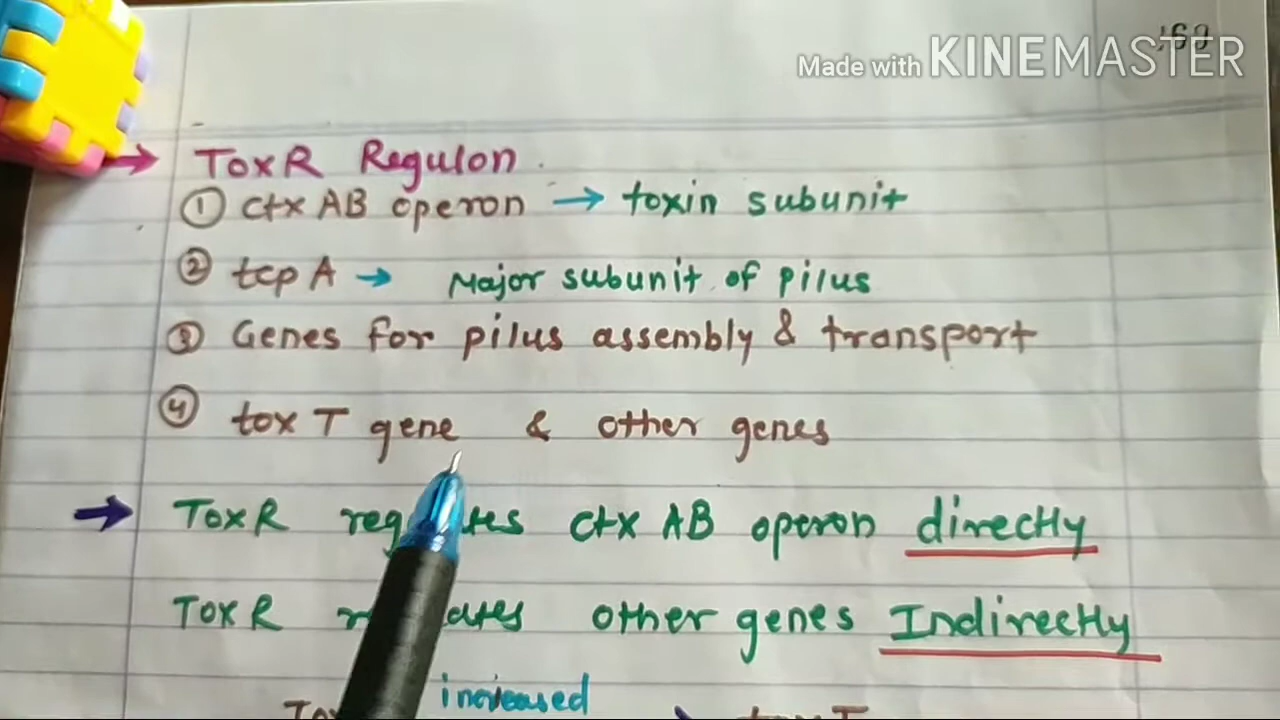 Made with KINEMASTER
→ ToxR Regulon
① ctx AB operon → toxin subunit
② tcp A → Major subunit of pilus
③ Genes for pilus assembly & transport
④ tox T gene & other genes
→ ToxR ctx AB operon directly
ToxR other genes Indirectly
increased